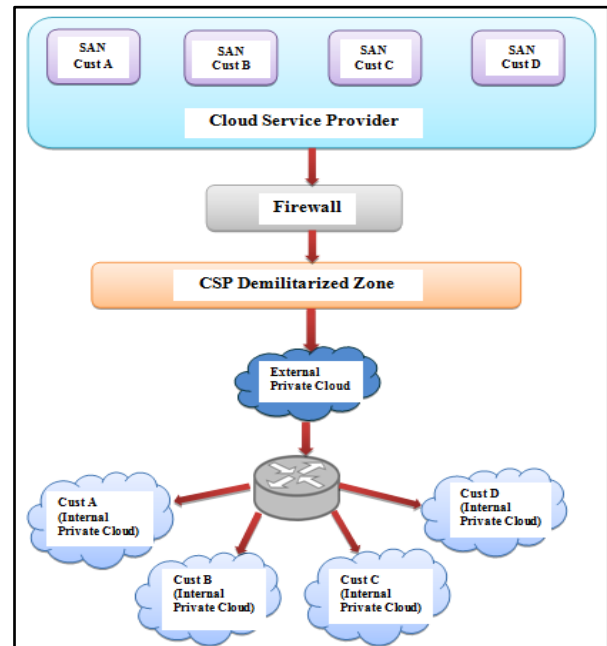 SAN
Cust A
SAN
Cust B
SAN
Cust C
SAN
Cust D
Cloud Service Provider
Firewall
CSP Demilitarized Zone
External
Private Cloud
Cust A
(Internal
Private Cloud)
Cust D
(Internal
Private Cloud)
Cust B
(Internal
Private Cloud)
Cust C
(Internal
Private Cloud)